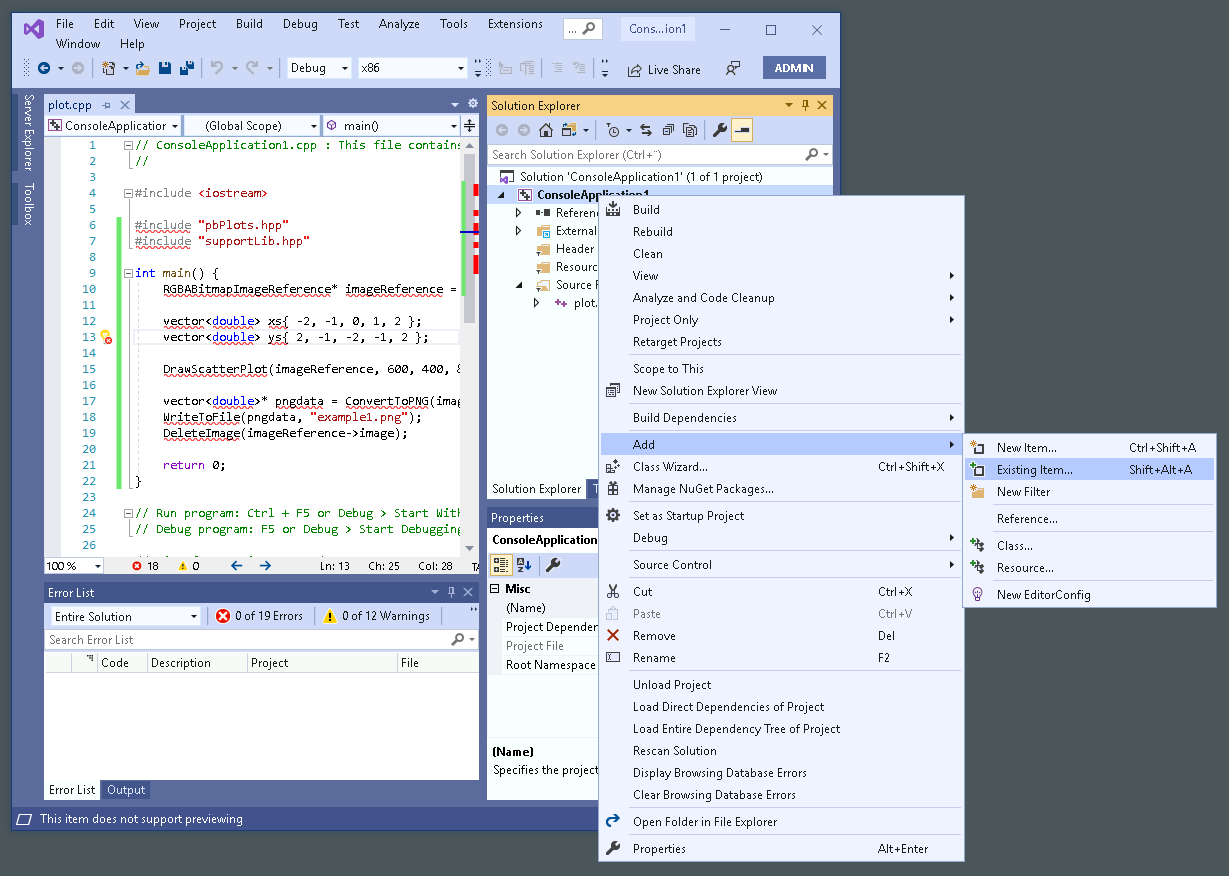 File Edit View Project Build Debug Test Analyze Tools Extensions ... Cons...ion1
Window Help
Debug x86 Live Share ADMIN
Server Explorer
Toolbox
plot.cpp
ConsoleApplication (Global Scope) main()
1 // ConsoleApplication1.cpp : This file contains
2 //
3
4 #include <iostream>
5
6 #include "pbPlots.hpp"
7 #include "supportLib.hpp"
8
9 int main() {
10 RGBABitmapImageReference* imageReference =
11
12 vector<double> xs{ -2, -1, 0, 1, 2 };
13 vector<double> ys{ 2, -1, -2, -1, 2 };
14
15 DrawScatterPlot(imageReference, 600, 400, &
16
17 vector<double>* pngdata = ConvertToPNG(imag
18 WriteToFile(pngdata, "example1.png");
19 DeleteImage(imageReference->image);
20
21 return 0;
22 }
23
24 // Run program: Ctrl + F5 or Debug > Start With
25 // Debug program: F5 or Debug > Start Debugging
26
100 % 18 0 Ln: 13 Ch: 25 Col: 28 TA
Error List
Entire Solution 0 of 19 Errors 0 of 12 Warnings
Search Error List
Code Description Project File
Error List Output
This item does not support previewing
Solution Explorer
Search Solution Explorer (Ctrl+¨)
Solution 'ConsoleApplication1' (1 of 1 project)
ConsoleApplication1
Referen
External
Header
Resourc
Source F
plot.
Solution Explorer T
Properties
ConsoleApplication
Misc
(Name)
Project Dependen
Project File
Root Namespace
(Name)
Specifies the project
Build
Rebuild
Clean
View
Analyze and Code Cleanup
Project Only
Retarget Projects
Scope to This
New Solution Explorer View
Build Dependencies
Add
Class Wizard... Ctrl+Shift+X
Manage NuGet Packages...
Set as Startup Project
Debug
Source Control
Cut Ctrl+X
Paste Ctrl+V
Remove Del
Rename F2
Unload Project
Load Direct Dependencies of Project
Load Entire Dependency Tree of Project
Rescan Solution
Display Browsing Database Errors
Clear Browsing Database Errors
Open Folder in File Explorer
Properties Alt+Enter
New Item... Ctrl+Shift+A
Existing Item... Shift+Alt+A
New Filter
Reference...
Class...
Resource...
New EditorConfig